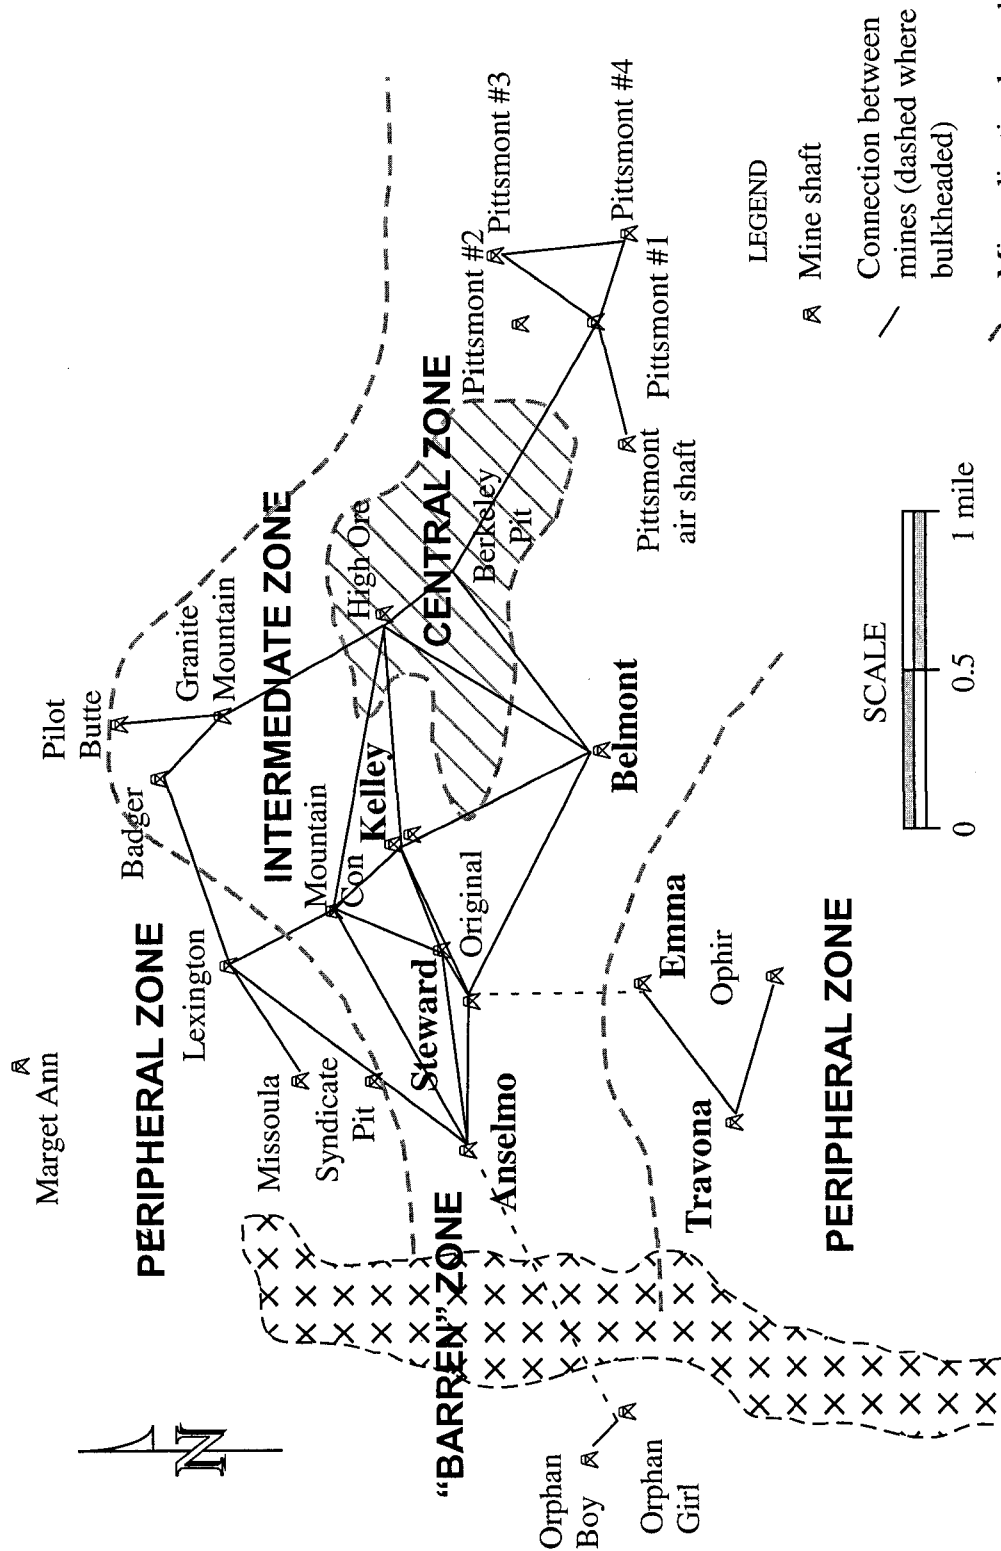 Marget Ann
Pilot
Butte
PERIPHERAL ZONE
Badger
Granite
Mountain
N
Lexington
Missoula
Syndicate
Pit
INTERMEDIATE ZONE
Mountain
Con
High Ore
Kelley
"BARREN" ZONE
Steward
Original
CENTRAL ZONE
Berkeley
Pit
Pittsmont #2
Pittsmont #3
Anselmo
Orphan
Boy
Orphan
Girl
Belmont
Pittsmont
air shaft
Pittsmont #1
Pittsmont #4
Emma
Ophir
Travona
PERIPHERAL ZONE
SCALE
0
0.5
1 mile
LEGEND
Mine shaft
Connection between
mines (dashed where
bulkheaded)